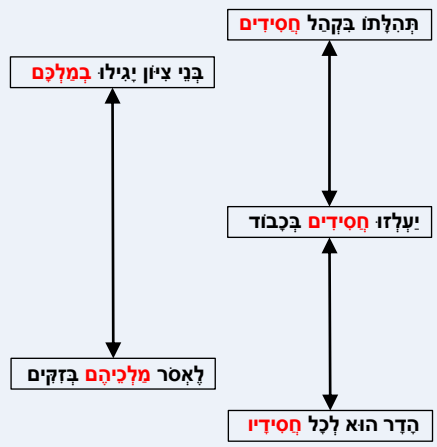 תְּהִלָּתוֹ בִּקְהַל חֲסִידִים
בְּנֵי צִיּוֹן יָגִילוּ בְמַלְכָּם
יַעְלְזוּ חֲסִידִים בְּכָבוֹד
לֶאְסֹר מַלְכֵיהֶם בְּזִקִּים
הָדָר הוּא לְכָל חֲסִידָיו